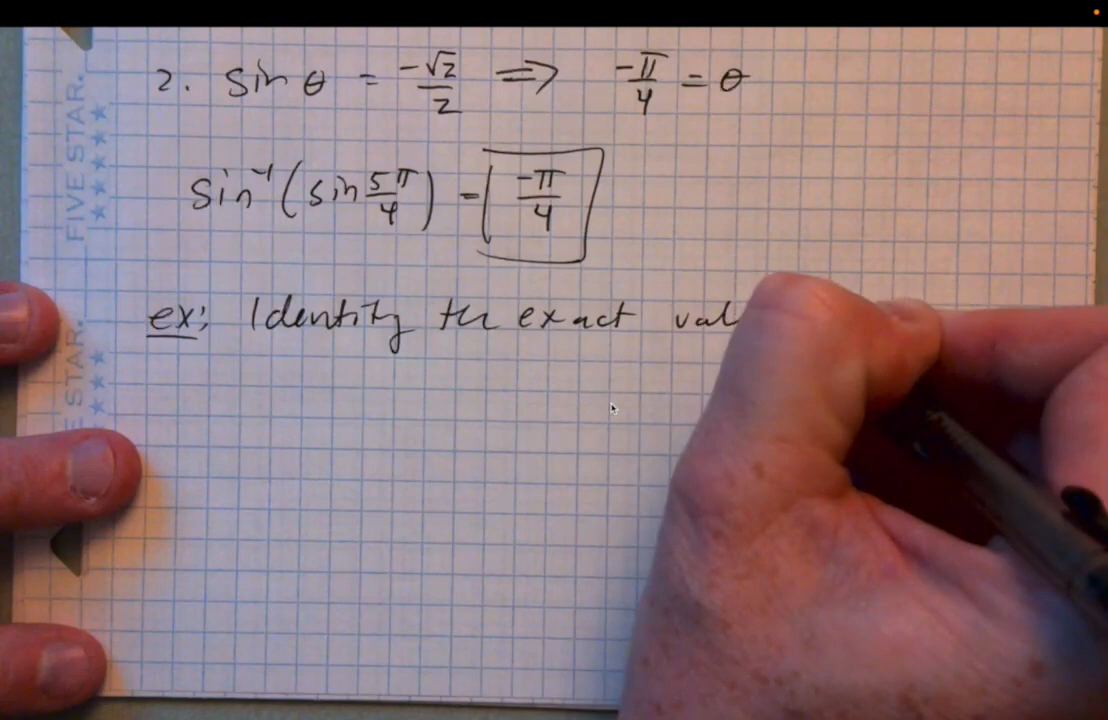 2. sin θ = -√2/2 ⇒ -π/4 = θ
sin⁻¹(sin 5π/4) = -π/4
ex: Identify the exact val
FIVE STAR.
STAR.